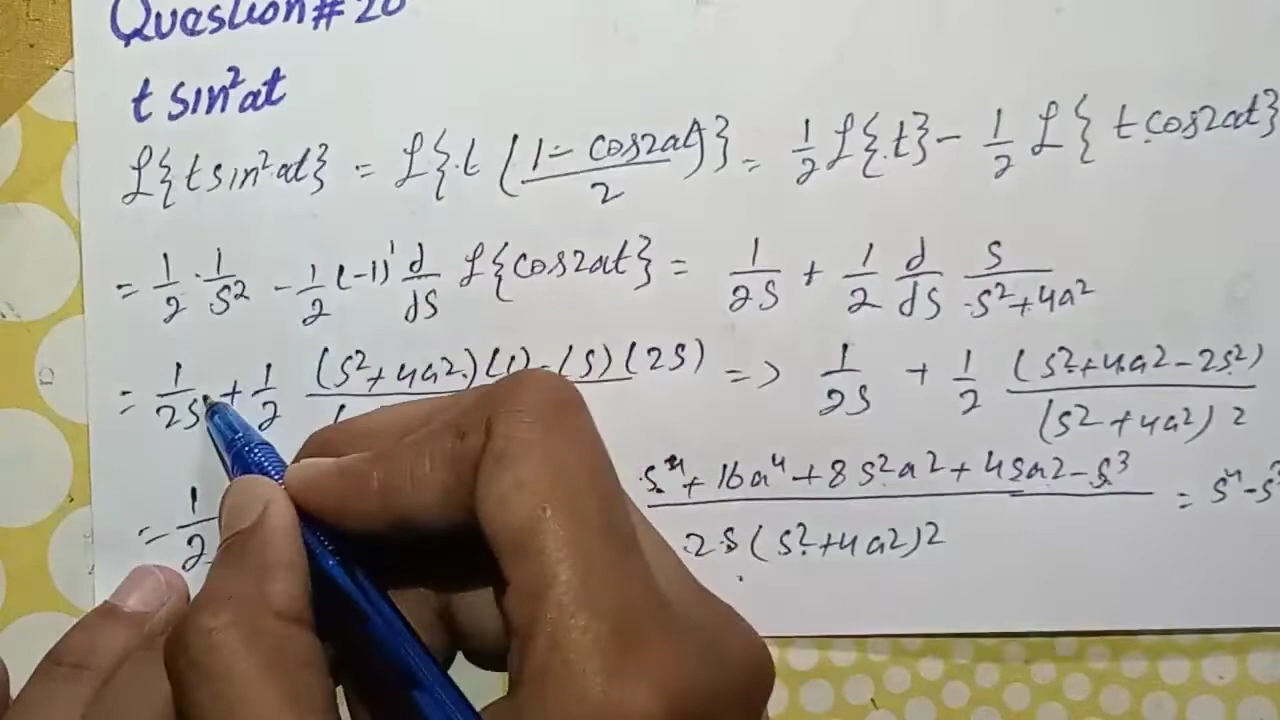 Question# 20
t sin²at
£{t sin²at} = £{t (1 - cos2at)/2} = 1/2 £{t} - 1/2 £{ t cos2at}
= 1/2 · 1/s² - 1/2 (-1)¹ d/ds £{cos2at} = 1/2s + 1/2 d/ds s/s²+4a²
= 1/2s + 1/2 (s²+4a²)(1) - (s)(2s) => 1/2s + 1/2 (s²+4a²-2s²)/(s²+4a²)2
= 1/2 s⁴+16a⁴+8s²a²+4sa2-s³/2s(s²+4a²)2 = s⁴-s³